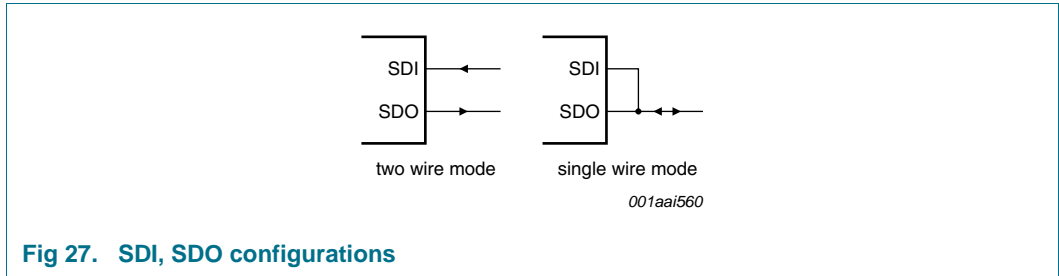 SDI
SDO
SDI
SDO
two wire mode
single wire mode
001aai560
Fig 27. SDI, SDO configurations